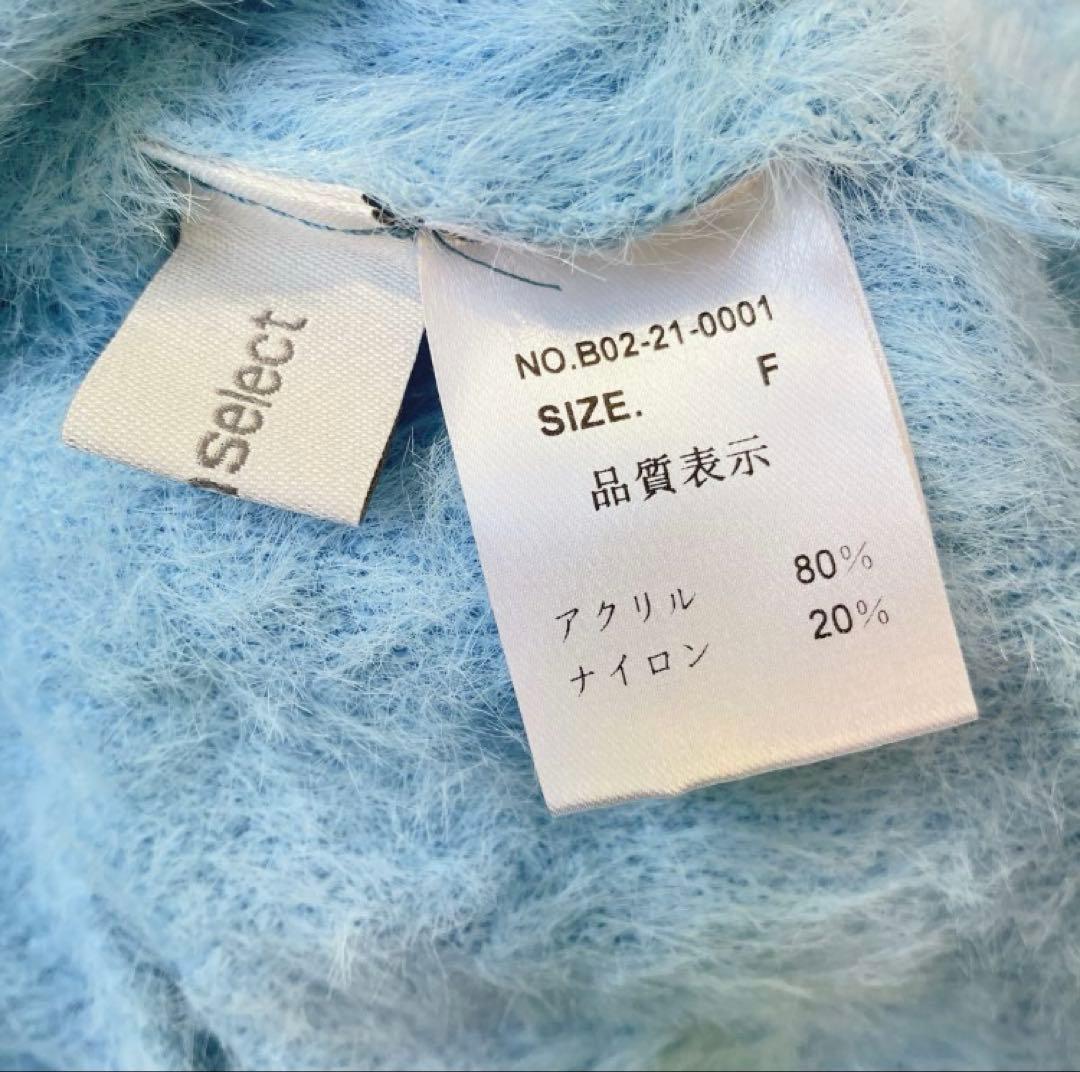 Select
NO.B02-21-0001
SIZE. F
品質表示
アクリル 80%
ナイロン 20%